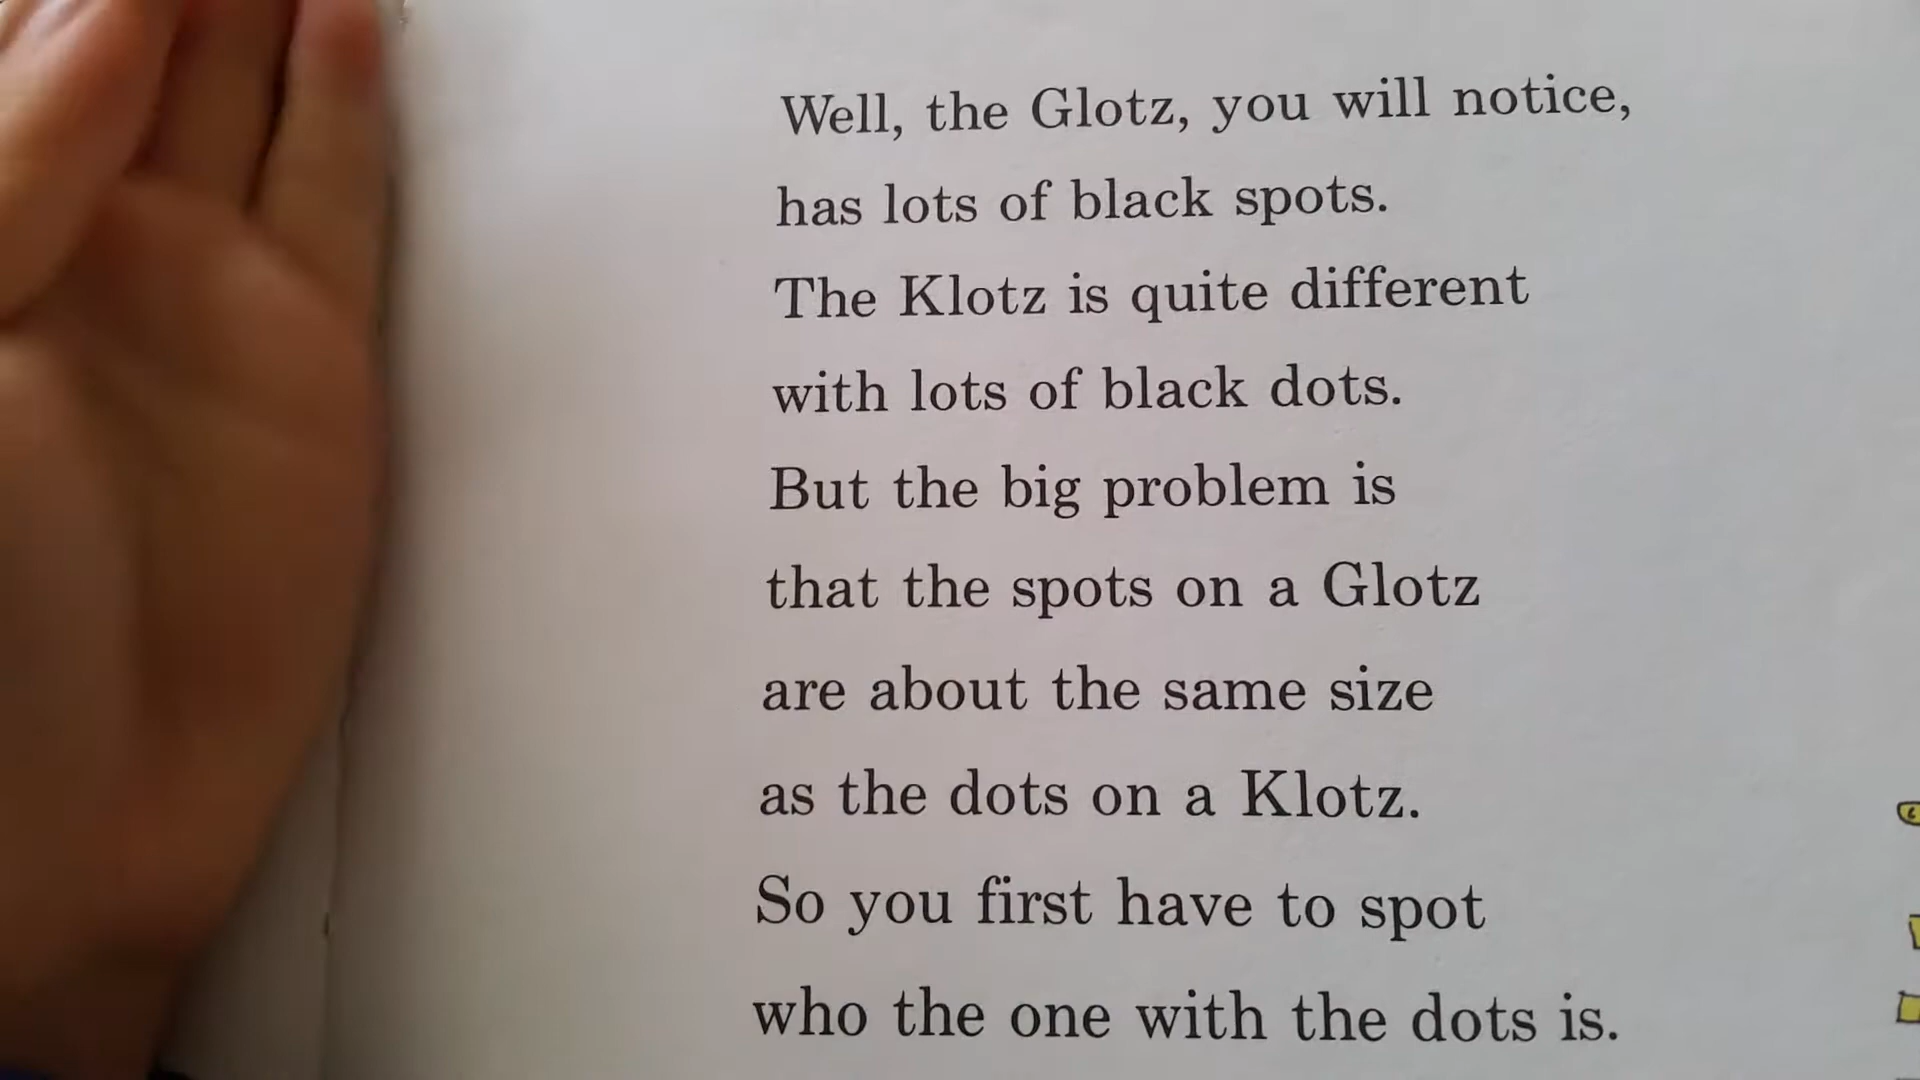 Well, the Glotz, you will notice,
has lots of black spots.
The Klotz is quite different
with lots of black dots.
But the big problem is
that the spots on a Glotz
are about the same size
as the dots on a Klotz.
So you first have to spot
who the one with the dots is.